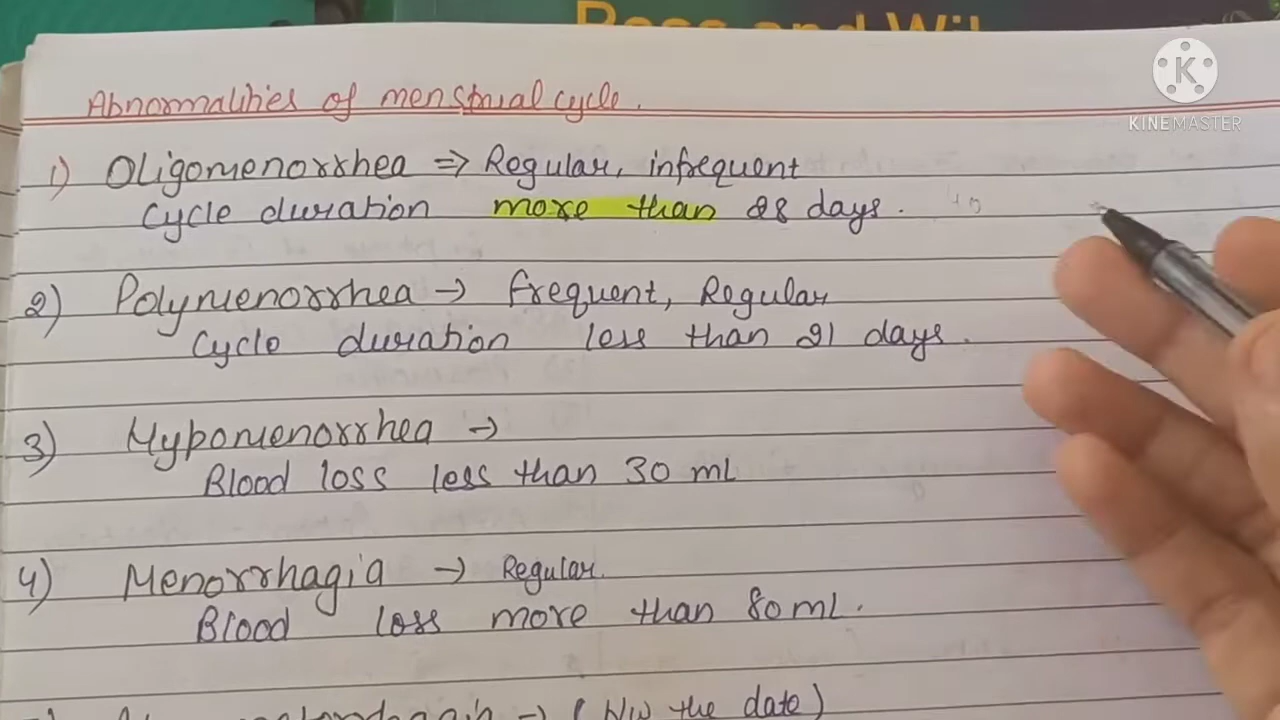 Abnormalities of menstrual cycle.
1) Oligomenorrhea => Regular, infrequent
Cycle duration more than 28 days.
2) Polymenorrhea -> frequent, Regular
Cycle duration less than 21 days.
3) Hypomenorrhea ->
Blood loss less than 30 ml
4) Menorrhagia -> Regular.
Blood loss more than 80 ml.
(b/w the date)
K
KINEMASTER